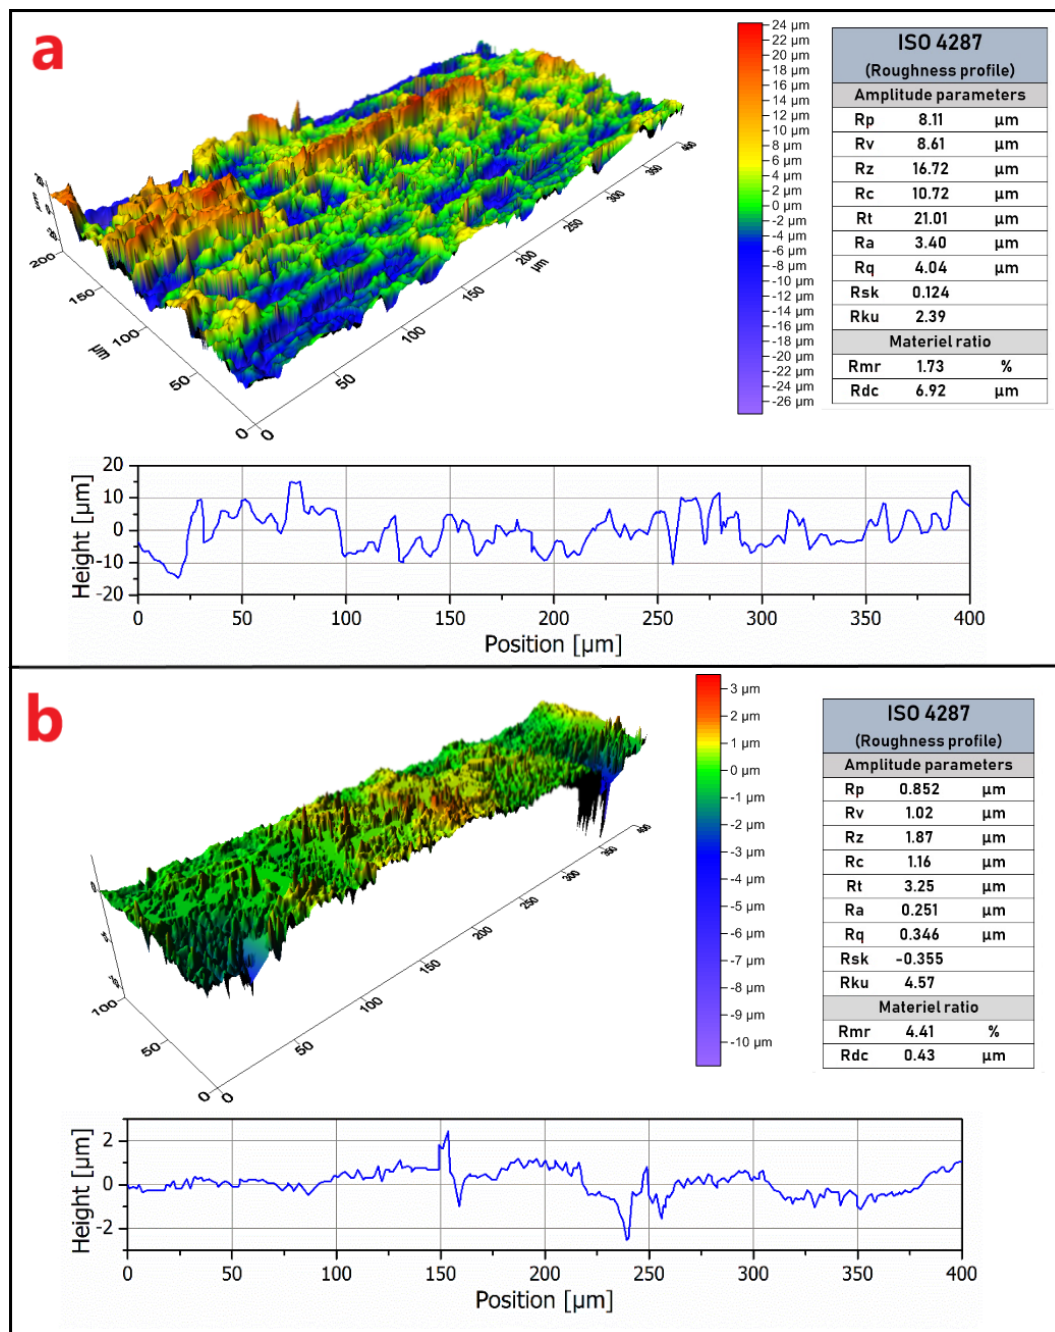 a
24 µm
22 µm
20 µm
18 µm
16 µm
14 µm
12 µm
10 µm
8 µm
6 µm
4 µm
2 µm
0 µm
-2 µm
-4 µm
-6 µm
-8 µm
-10 µm
-12 µm
-14 µm
-16 µm
-18 µm
-20 µm
-22 µm
-24 µm
-26 µm
ISO 4287
(Roughness profile)
Amplitude parameters
Rp 8.11 µm
Rv 8.61 µm
Rz 16.72 µm
Rc 10.72 µm
Rt 21.01 µm
Ra 3.40 µm
Rq 4.04 µm
Rsk 0.124
Rku 2.39
Materiel ratio
Rmr 1.73 %
Rdc 6.92 µm
200
150
100
µm
50
0
0
50
100
150
200
µm
250
300
350
400
20
10
0
-10
-20
Height [µm]
0 50 100 150 200 250 300 350 400
Position [µm]
b
3 µm
2 µm
1 µm
0 µm
-1 µm
-2 µm
-3 µm
-4 µm
-5 µm
-6 µm
-7 µm
-8 µm
-9 µm
-10 µm
ISO 4287
(Roughness profile)
Amplitude parameters
Rp 0.852 µm
Rv 1.02 µm
Rz 1.87 µm
Rc 1.16 µm
Rt 3.25 µm
Ra 0.251 µm
Rq 0.346 µm
Rsk -0.355
Rku 4.57
Materiel ratio
Rmr 4.41 %
Rdc 0.43 µm
100
50
0
0
50
100
150
200
250
300
350
400
2
0
-2
Height [µm]
0 50 100 150 200 250 300 350 400
Position [µm]